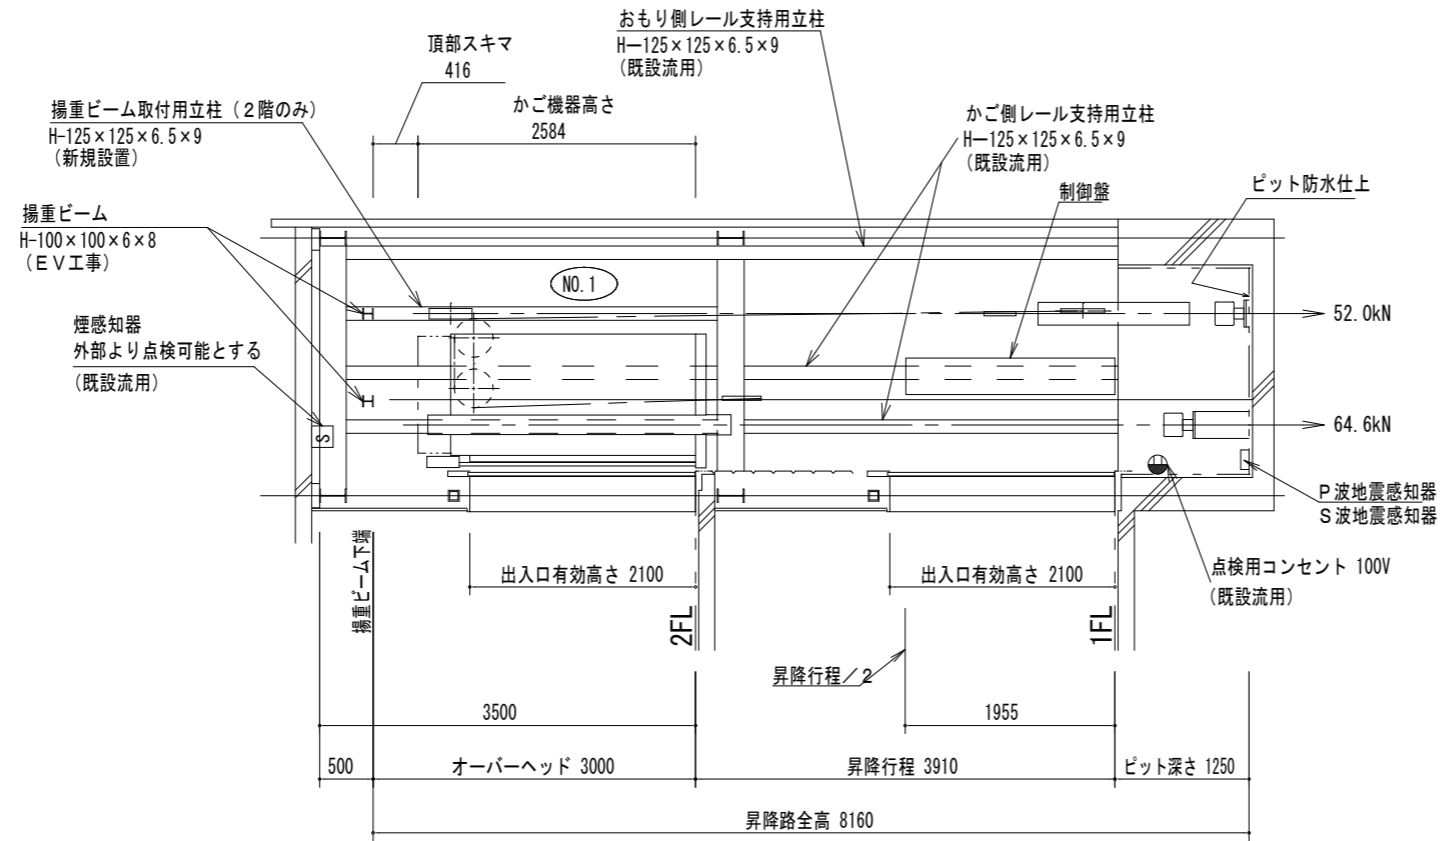 おもり側レール支持用立柱
H―125×125×6.5×9
(既設流用)
頂部スキマ
416
揚重ビーム取付用立柱（２階のみ）
H-125×125×6.5×9
(新規設置)
かご機器高さ
2584
かご側レール支持用立柱
H―125×125×6.5×9
(既設流用)
制御盤
ピット防水仕上
揚重ビーム
H-100×100×6×8
(ＥＶ工事)
NO.1
煙感知器
外部より点検可能とする
(既設流用)
52.0kN
64.6kN
S
Ｐ波地震感知器
Ｓ波地震感知器
点検用コンセント 100V
(既設流用)
揚重ビーム下端
出入口有効高さ 2100
2FL
出入口有効高さ 2100
1FL
昇降行程／２
3500
1955
500
オーバーヘッド 3000
昇降行程 3910
ピット深さ 1250
昇降路全高 8160